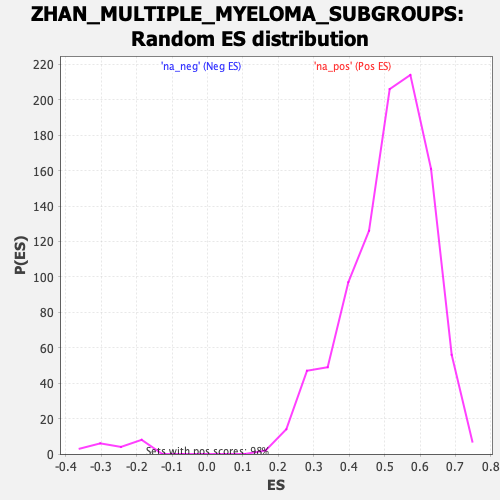 ZHAN_MULTIPLE_MYELOMA_SUBGROUPS:
Random ES distribution
'na_neg' (Neg ES)
'na_pos' (Pos ES)
220
200
180
160
140
120
100
80
60
40
20
0
P(ES)
Sets with pos scores: 98%
-0.4 -0.3 -0.2 -0.1 0.0 0.1 0.2 0.3 0.4 0.5 0.6 0.7 0.8
ES